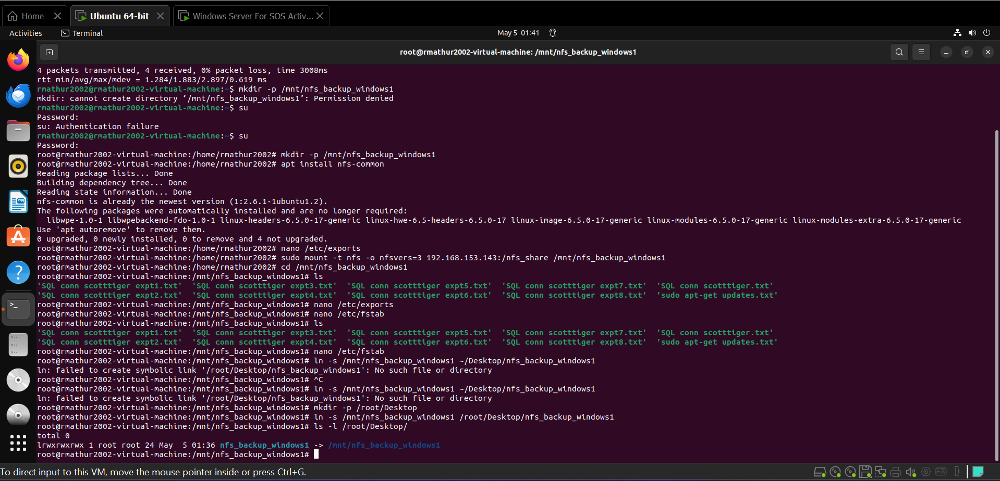 Home
Ubuntu 64-bit
Windows Server For SOS Activ...
Activities
Terminal
May 5 01:41
root@rmathur2002-virtual-machine: /mnt/nfs_backup_windows1
4 packets transmitted, 4 received, 0% packet loss, time 3008ms
rtt min/avg/max/mdev = 1.284/1.883/2.897/0.619 ms
rmathur2002@rmathur2002-virtual-machine:~$ mkdir -p /mnt/nfs_backup_windows1
mkdir: cannot create directory ‘/mnt/nfs_backup_windows1’: Permission denied
rmathur2002@rmathur2002-virtual-machine:~$ su
Password:
su: Authentication failure
rmathur2002@rmathur2002-virtual-machine:~$ su
Password:
root@rmathur2002-virtual-machine:/home/rmathur2002# mkdir -p /mnt/nfs_backup_windows1
root@rmathur2002-virtual-machine:/home/rmathur2002# apt install nfs-common
Reading package lists... Done
Building dependency tree... Done
Reading state information... Done
nfs-common is already the newest version (1:2.6.1-1ubuntu1.2).
The following packages were automatically installed and are no longer required:
  libwpe-1.0-1 libwpebackend-fdo-1.0-1 linux-headers-6.5.0-17-generic linux-hwe-6.5-headers-6.5.0-17 linux-image-6.5.0-17-generic linux-modules-6.5.0-17-generic linux-modules-extra-6.5.0-17-generic
Use 'apt autoremove' to remove them.
0 upgraded, 0 newly installed, 0 to remove and 4 not upgraded.
root@rmathur2002-virtual-machine:/home/rmathur2002# nano /etc/exports
root@rmathur2002-virtual-machine:/home/rmathur2002# sudo mount -t nfs -o nfsvers=3 192.168.153.143:/nfs_share /mnt/nfs_backup_windows1
root@rmathur2002-virtual-machine:/home/rmathur2002# cd /mnt/nfs_backup_windows1
root@rmathur2002-virtual-machine:/mnt/nfs_backup_windows1# ls
'SQL conn scotttiger expt1.txt'  'SQL conn scotttiger expt3.txt'  'SQL conn scotttiger expt5.txt'  'SQL conn scotttiger expt7.txt'  'SQL conn scotttiger.txt'
'SQL conn scotttiger expt2.txt'  'SQL conn scotttiger expt4.txt'  'SQL conn scotttiger expt6.txt'  'SQL conn scotttiger expt8.txt'  'sudo apt-get updates.txt'
root@rmathur2002-virtual-machine:/mnt/nfs_backup_windows1# nano /etc/exports
root@rmathur2002-virtual-machine:/mnt/nfs_backup_windows1# nano /etc/fstab
root@rmathur2002-virtual-machine:/mnt/nfs_backup_windows1# ls
'SQL conn scotttiger expt1.txt'  'SQL conn scotttiger expt3.txt'  'SQL conn scotttiger expt5.txt'  'SQL conn scotttiger expt7.txt'  'SQL conn scotttiger.txt'
'SQL conn scotttiger expt2.txt'  'SQL conn scotttiger expt4.txt'  'SQL conn scotttiger expt6.txt'  'SQL conn scotttiger expt8.txt'  'sudo apt-get updates.txt'
root@rmathur2002-virtual-machine:/mnt/nfs_backup_windows1# nano /etc/fstab
root@rmathur2002-virtual-machine:/mnt/nfs_backup_windows1# ln -s /mnt/nfs_backup_windows1 ~/Desktop/nfs_backup_windows1
ln: failed to create symbolic link '/root/Desktop/nfs_backup_windows1': No such file or directory
root@rmathur2002-virtual-machine:/mnt/nfs_backup_windows1# ^C
root@rmathur2002-virtual-machine:/mnt/nfs_backup_windows1# ln -s /mnt/nfs_backup_windows1 ~/Desktop/nfs_backup_windows1
ln: failed to create symbolic link '/root/Desktop/nfs_backup_windows1': No such file or directory
root@rmathur2002-virtual-machine:/mnt/nfs_backup_windows1# mkdir -p /root/Desktop
root@rmathur2002-virtual-machine:/mnt/nfs_backup_windows1# ln -s /mnt/nfs_backup_windows1 /root/Desktop/nfs_backup_windows1
root@rmathur2002-virtual-machine:/mnt/nfs_backup_windows1# ls -l /root/Desktop/
total 0
lrwxrwxrwx 1 root root 24 May  5 01:36 nfs_backup_windows1 -> /mnt/nfs_backup_windows1
root@rmathur2002-virtual-machine:/mnt/nfs_backup_windows1#
To direct input to this VM, move the mouse pointer inside or press Ctrl+G.